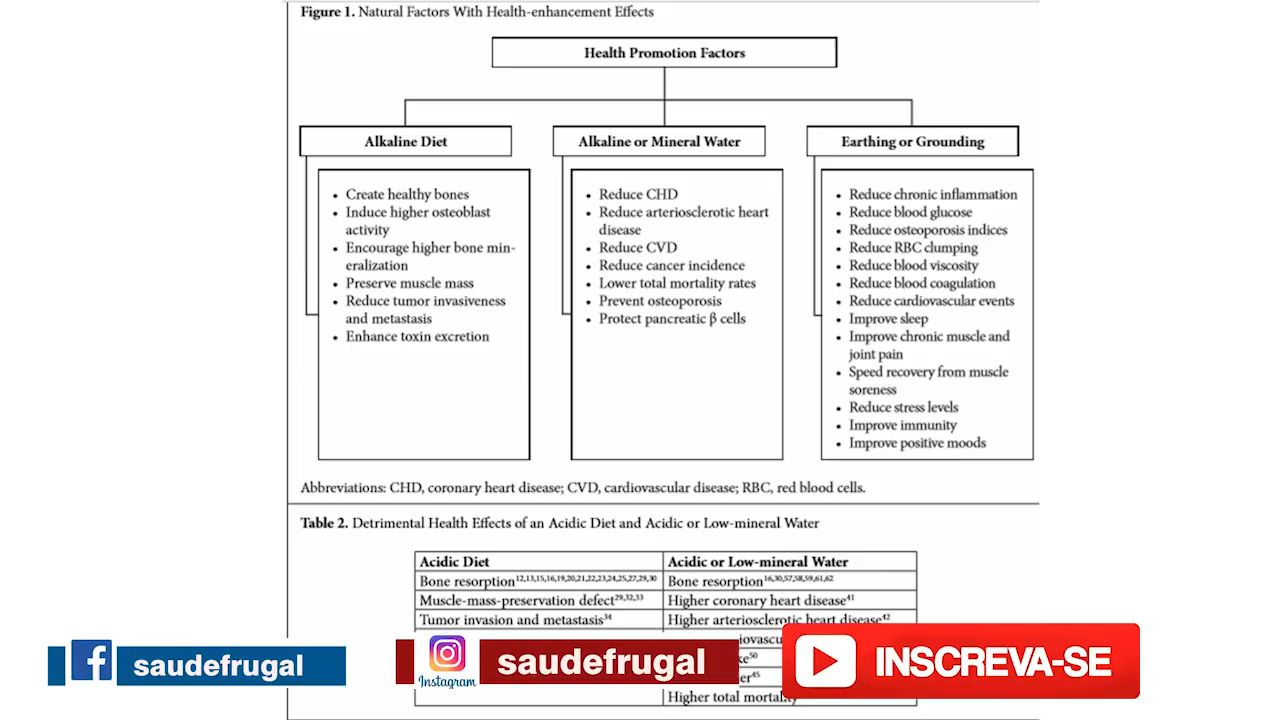 Figure 1. Natural Factors With Health-enhancement Effects
Health Promotion Factors
Alkaline Diet
• Create healthy bones
• Induce higher osteoblast
activity
• Encourage higher bone min-
eralization
• Preserve muscle mass
• Reduce tumor invasiveness
and metastasis
• Enhance toxin excretion
Alkaline or Mineral Water
• Reduce CHD
• Reduce arteriosclerotic heart
disease
• Reduce CVD
• Reduce cancer incidence
• Lower total mortality rates
• Prevent osteoporosis
• Protect pancreatic β cells
Earthing or Grounding
• Reduce chronic inflammation
• Reduce blood glucose
• Reduce osteoporosis indices
• Reduce RBC clumping
• Reduce blood viscosity
• Reduce blood coagulation
• Reduce cardiovascular events
• Improve sleep
• Improve chronic muscle and
joint pain
• Speed recovery from muscle
soreness
• Reduce stress levels
• Improve immunity
• Improve positive moods
Abbreviations: CHD, coronary heart disease; CVD, cardiovascular disease; RBC, red blood cells.
Table 2. Detrimental Health Effects of an Acidic Diet and Acidic or Low-mineral Water
Acidic Diet Acidic or Low-mineral Water
Bone resorption12,13,15,16,19,20,21,22,23,24,25,27,29,30 Bone resorption16,30,57,58,59,61,62
Muscle-mass-preservation defect29,32,33 Higher coronary heart disease41
Tumor invasion and metastasis34 Higher arteriosclerotic heart disease42
Higher total mortality
saudefrugal
Instagram
saudefrugal
INSCREVA-SE